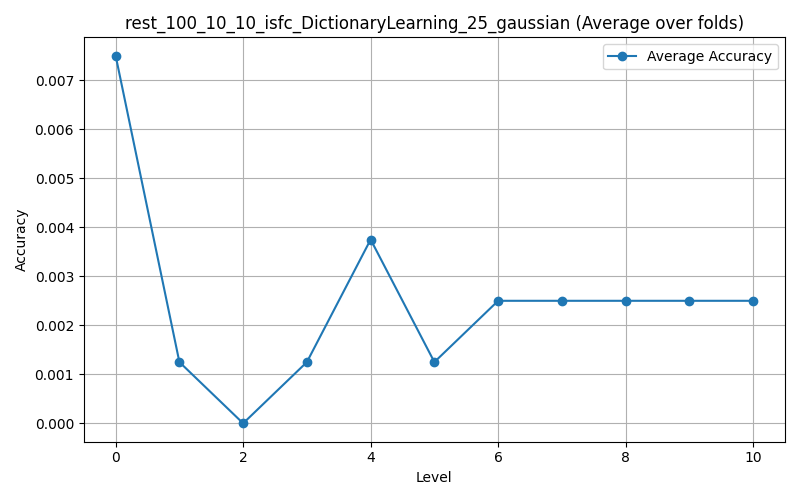 rest_100_10_10_isfc_DictionaryLearning_25_gaussian (Average over folds)
Average Accuracy
0.007
0.006
0.005
0.004
0.003
0.002
0.001
0.000
Accuracy
0 2 4 6 8 10
Level